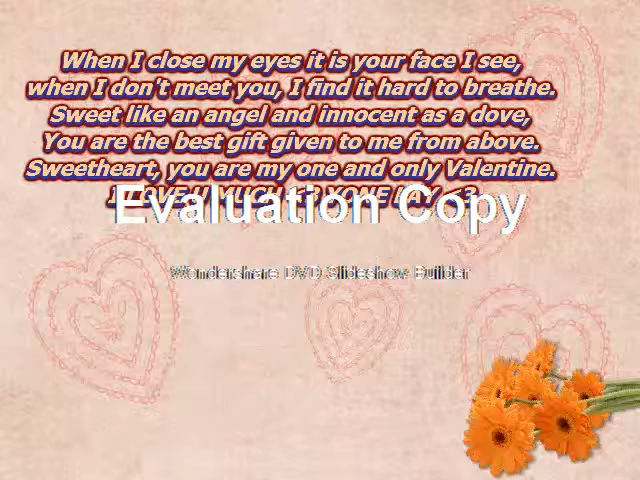 When I close my eyes it is your face I see,
when I don't meet you, I find it hard to breathe.
Sweet like an angel and innocent as a dove,
You are the best gift given to me from above.
Sweetheart, you are my one and only Valentine.
I LOVE U MUCH
Evaluation Copy
Wondershare DVD Slideshow Builder